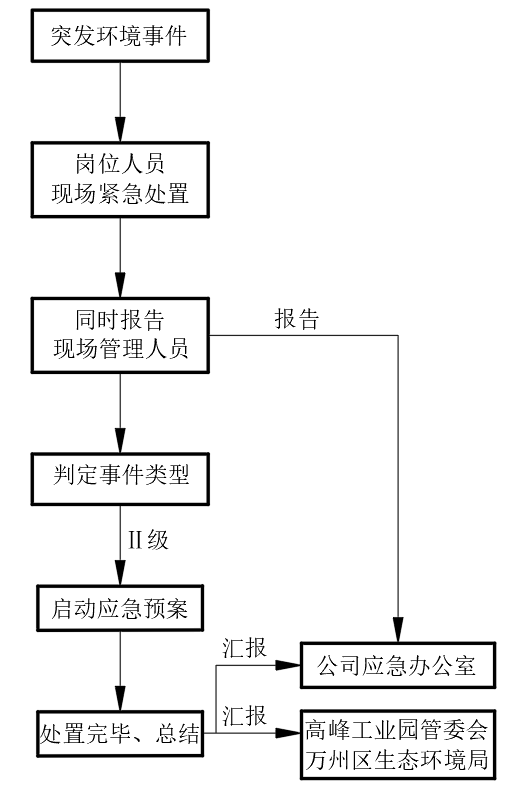 突发环境事件
岗位人员
现场紧急处置
同时报告
现场管理人员
报告
判定事件类型
Ⅱ级
启动应急预案
汇报
公司应急办公室
处置完毕、总结
汇报
高峰工业园管委会
万州区生态环境局